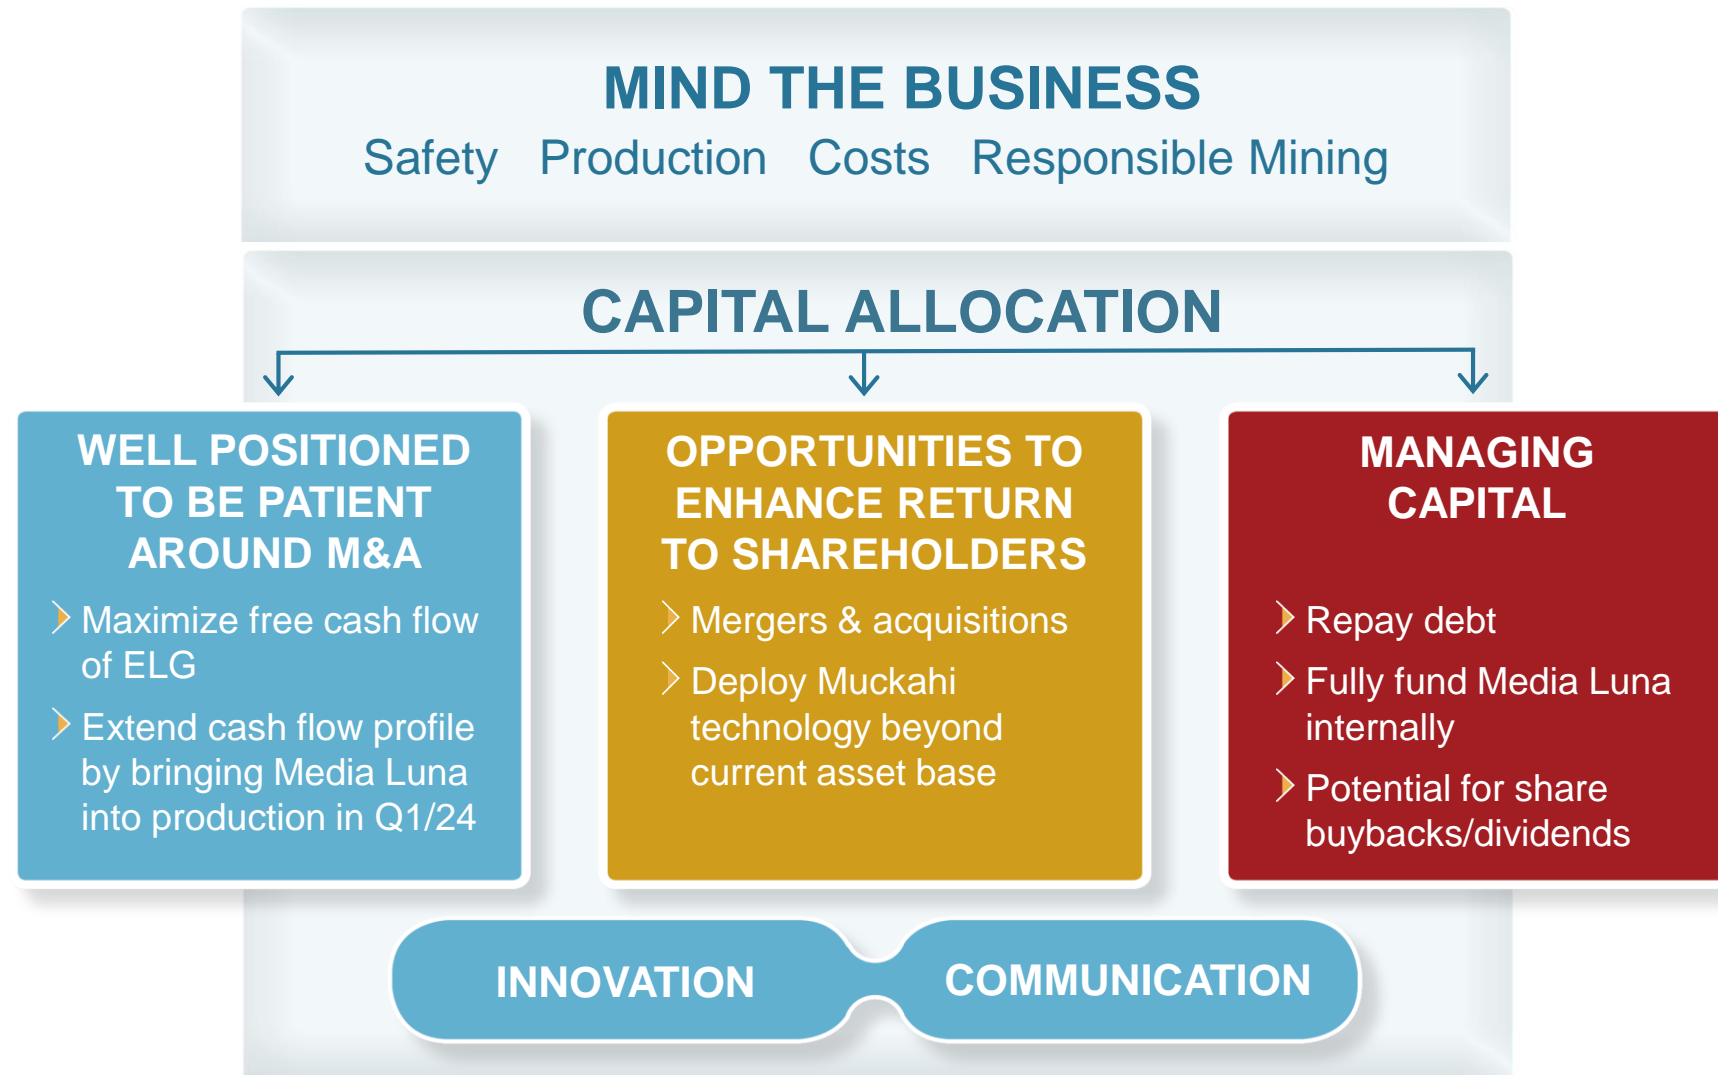 MIND THE BUSINESS
Safety Production Costs Responsible Mining
CAPITAL ALLOCATION
WELL POSITIONED
TO BE PATIENT
AROUND M&A
Maximize free cash flow
of ELG
Extend cash flow profile
by bringing Media Luna
into production in Q1/24
OPPORTUNITIES TO
ENHANCE RETURN
TO SHAREHOLDERS
Mergers & acquisitions
Deploy Muckahi
technology beyond
current asset base
MANAGING
CAPITAL
Repay debt
Fully fund Media Luna
internally
Potential for share
buybacks/dividends
INNOVATION
COMMUNICATION